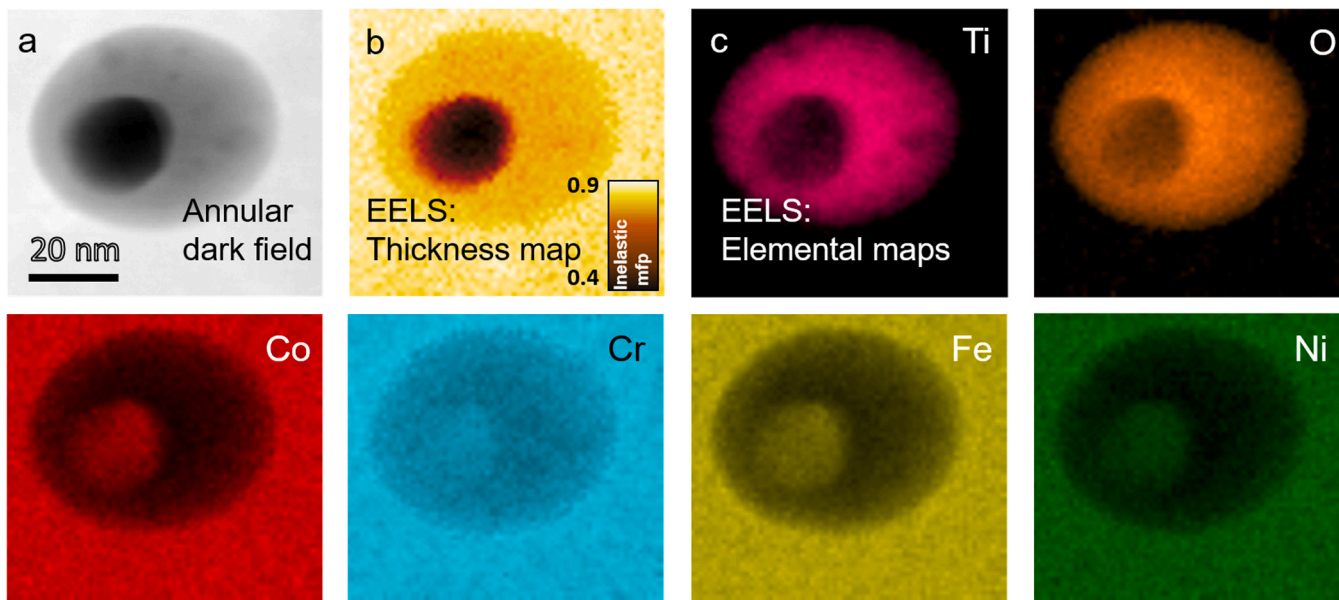 a
Annular
dark field
20 nm
b
EELS:
Thickness map
0.9
Inelastic
mfp
0.4
c
Ti
EELS:
Elemental maps
O
Co
Cr
Fe
Ni